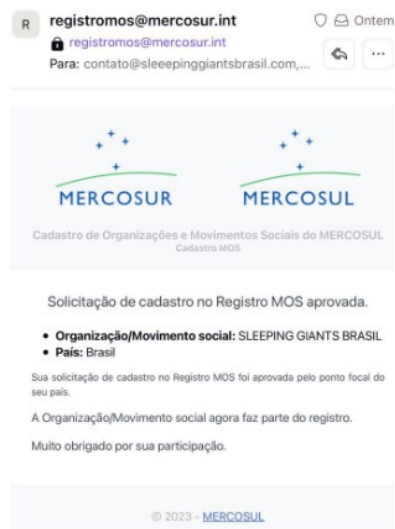 R
registromos@mercosur.int
Ontem
registromos@mercosur.int
Para: contato@sleeepinggiantsbrasil.com,...
MERCOSUR
MERCOSUL
Cadastro de Organizações e Movimentos Sociais do MERCOSUL
Cadastro MOS
Solicitação de cadastro no Registro MOS aprovada.
• Organização/Movimento social: SLEEPING GIANTS BRASIL
• País: Brasil
Sua solicitação de cadastro no Registro MOS foi aprovada pelo ponto focal do
seu país.
A Organização/Movimento social agora faz parte do registro.
Muito obrigado por sua participação.
© 2023 - MERCOSUL